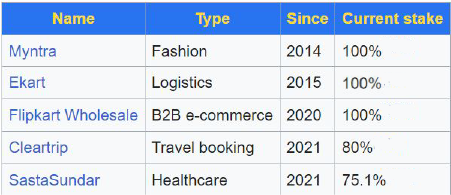 Name Type Since Current stake
Myntra Fashion 2014 100%
Ekart Logistics 2015 100%
Flipkart Wholesale B2B e-commerce 2020 100%
Cleartrip Travel booking 2021 80%
SastaSundar Healthcare 2021 75.1%